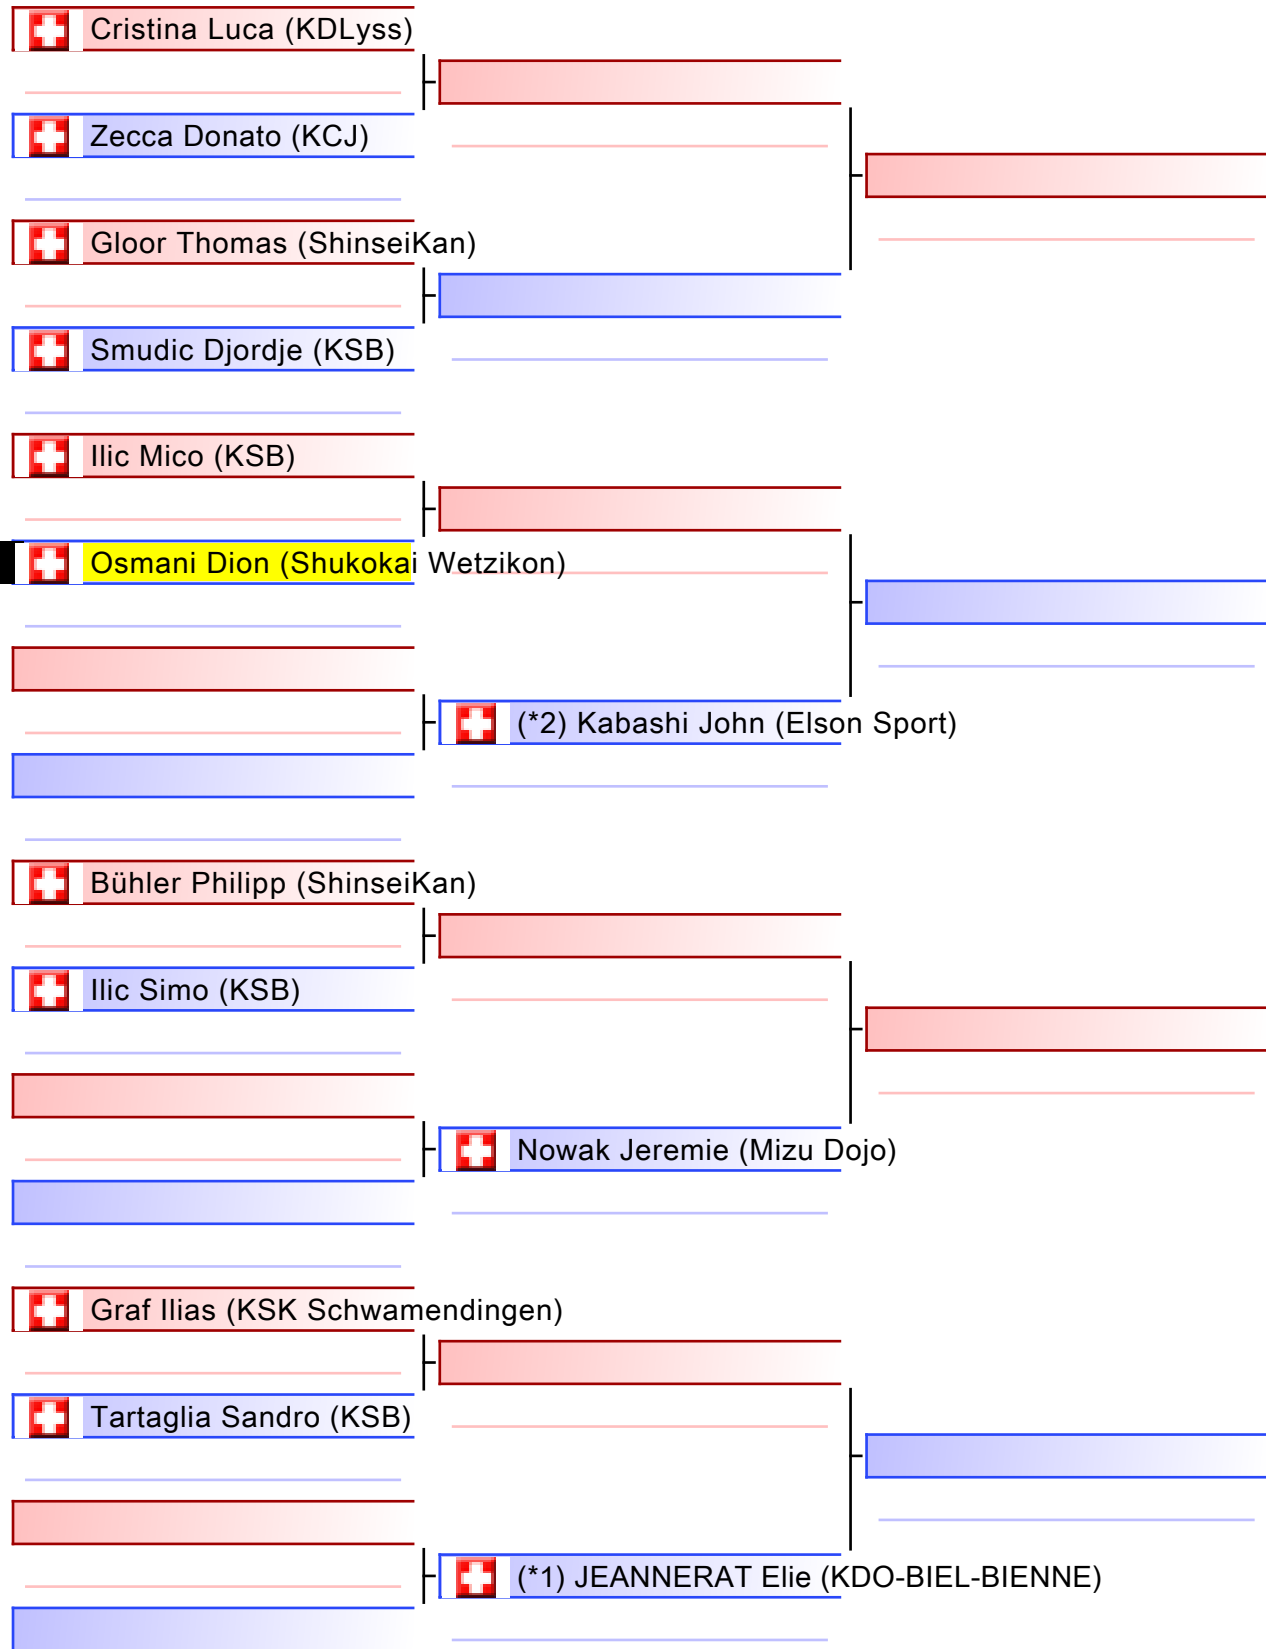 Cristina Luca (KDLyss)
Zecca Donato (KCJ)
Gloor Thomas (ShinseiKan)
Smudic Djordje (KSB)
Ilic Mico (KSB)
Osmani Dion (Shukokai Wetzikon)
(*2) Kabashi John (Elson Sport)
Bühler Philipp (ShinseiKan)
Ilic Simo (KSB)
Nowak Jeremie (Mizu Dojo)
Graf Ilias (KSK Schwamendingen)
Tartaglia Sandro (KSB)
(*1) JEANNERAT Elie (KDO-BIEL-BIENNE)